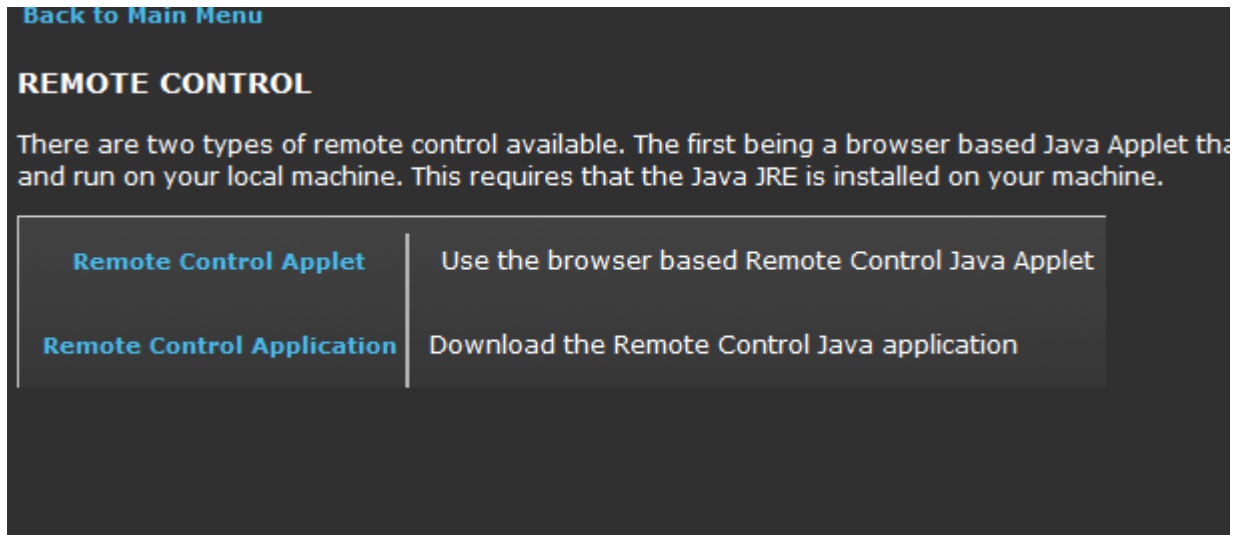 Back to Main Menu
REMOTE CONTROL
There are two types of remote control available. The first being a browser based Java Applet
and run on your local machine. This requires that the Java JRE is installed on your machine.
Remote Control Applet Use the browser based Remote Control Java Applet
Remote Control Application Download the Remote Control Java application